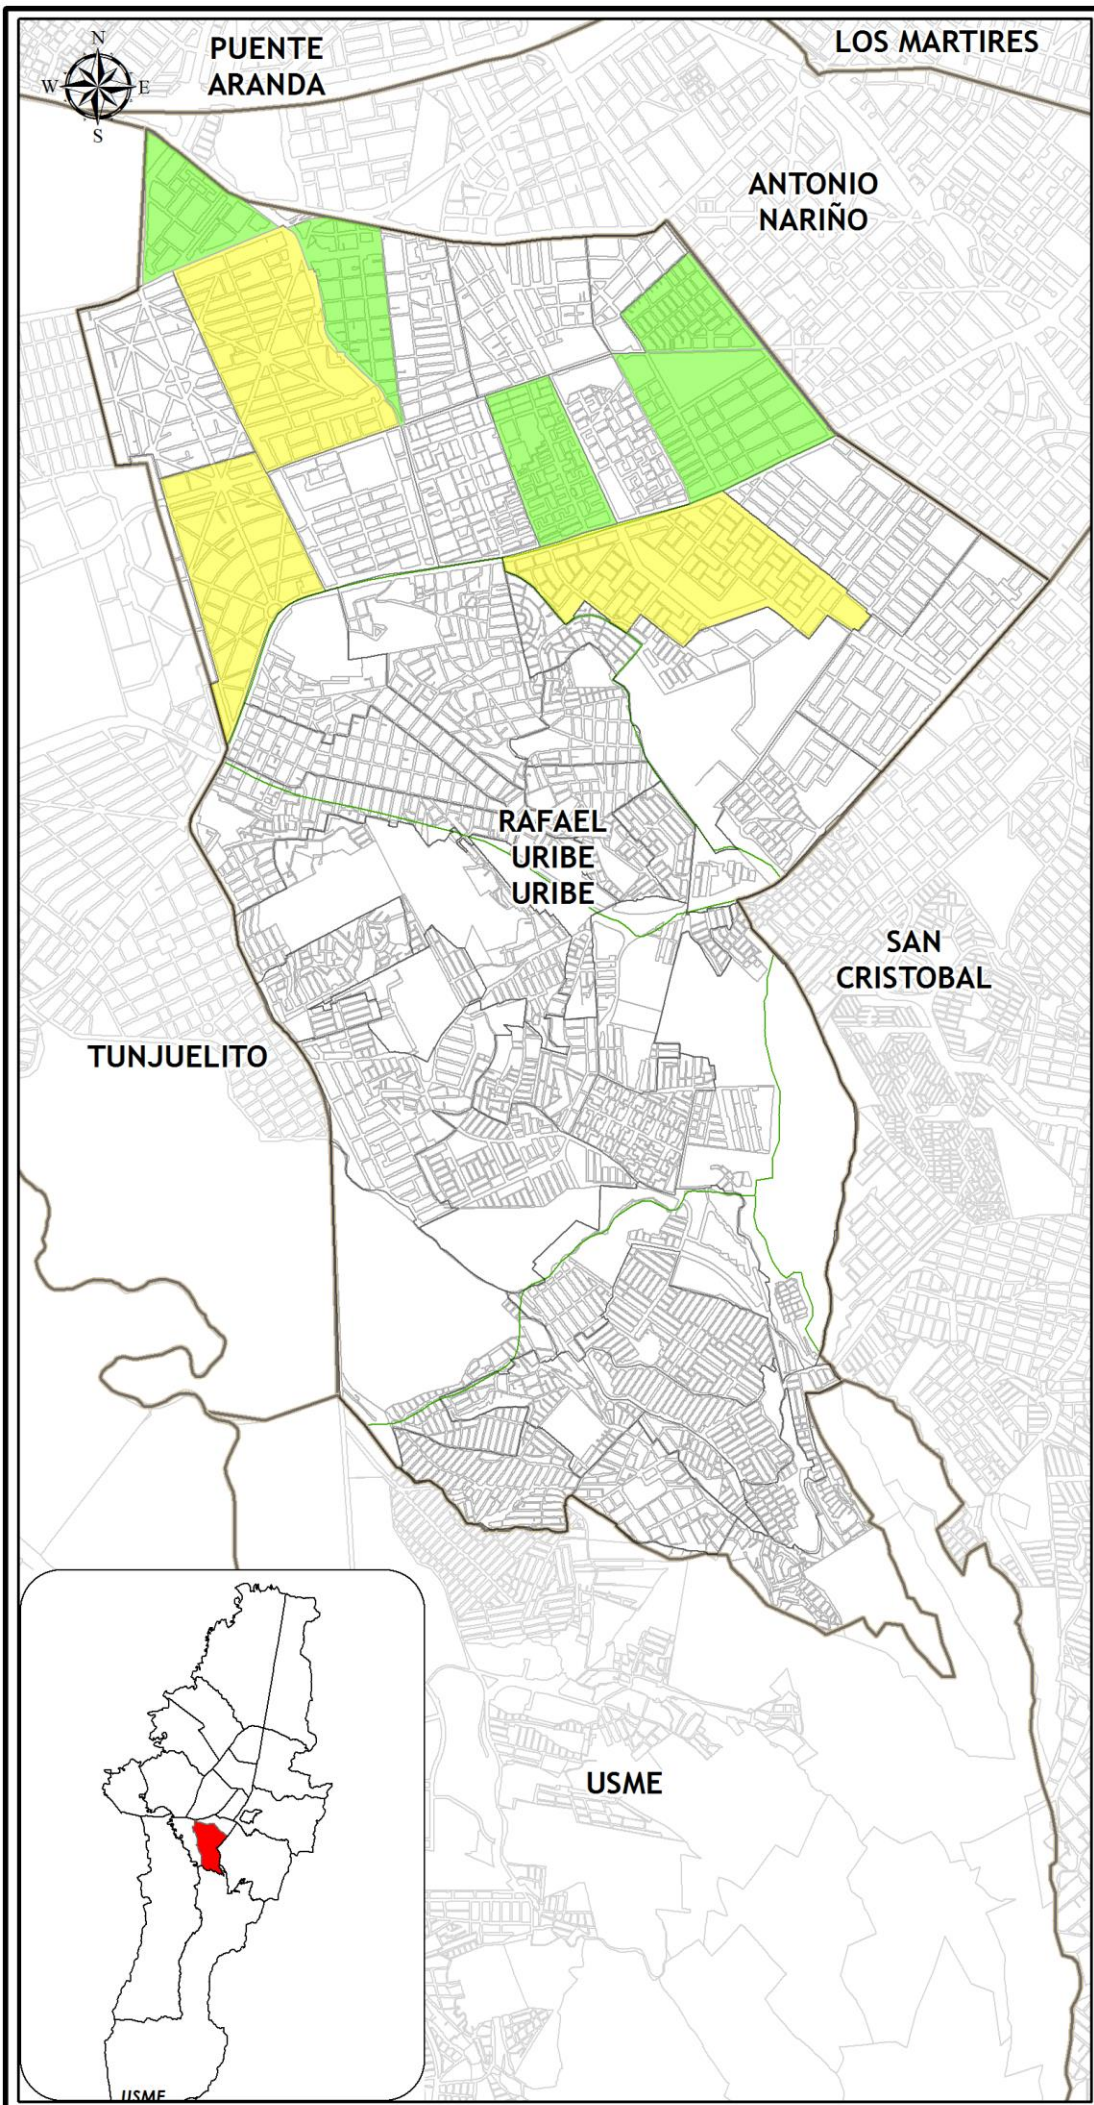 PUENTE
ARANDA
LOS MARTIRES
N
W
E
S
ANTONIO
NARIÑO
RAFAEL
URIBE
URIBE
SAN
CRISTOBAL
TUNJUELITO
USME
USME